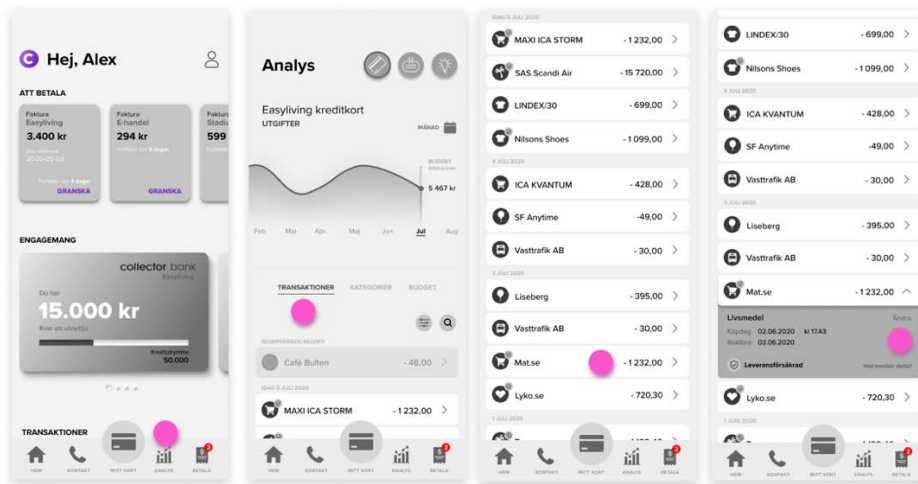 Hej, Alex
ATT BETALA
Faktura
Easyliving
3.400 kr
2020-05-03
GRANSKA
Faktura
E-handel
294 kr
GRANSKA
Faktura
Stadi
599
ENGAGEMANG
collector bank
Easyliving
Du har
15.000 kr
Kvar att utnyttja
Kreditutrymme
50.000
TRANSAKTIONER
HEM
KONTAKT
MITT KORT
ANALYS
BETALA
2
Analys
Easyliving kreditkort
UTGIFTER
MÅNAD
BUDGET
5 467 kr
Feb Mar Apr Maj Jun Jul Aug
TRANSAKTIONER KATEGORIER BUDGET
RESERVERADE BELOPP
Café Bulten - 48,00
IDAG 5 JULI 2020
MAXI ICA STORM - 1 232,00
HEM
KONTAKT
MITT KORT
ANALYS
BETALA
2
IDAG 5 JULI 2020
MAXI ICA STORM - 1 232,00
SAS Scandi Air - 15 720,00
LINDEX/30 - 699,00
Nilsons Shoes - 1 099,00
4 JULI 2020
ICA KVANTUM - 428,00
SF Anytime -49,00
Vasttrafik AB - 30,00
3 JULI 2020
Liseberg - 395,00
Vasttrafik AB - 30,00
Mat.se - 1 232,00
Lyko.se - 720,30
1 JULI 2020
HEM
KONTAKT
MITT KORT
ANALYS
BETALA
2
LINDEX/30 - 699,00
Nilsons Shoes - 1 099,00
4 JULI 2020
ICA KVANTUM - 428,00
SF Anytime -49,00
Vasttrafik AB - 30,00
3 JULI 2020
Liseberg - 395,00
Vasttrafik AB - 30,00
Mat.se - 1 232,00
Livsmedel Ändra
Köpdag 02.06.2020 kl 17.43
Bokförd 03.06.2020
Leveransförsäkrad Vad innebär detta?
Lyko.se - 720,30
1 JUNI 2020
HEM
KONTAKT
MITT KORT
ANALYS
BETALA
2